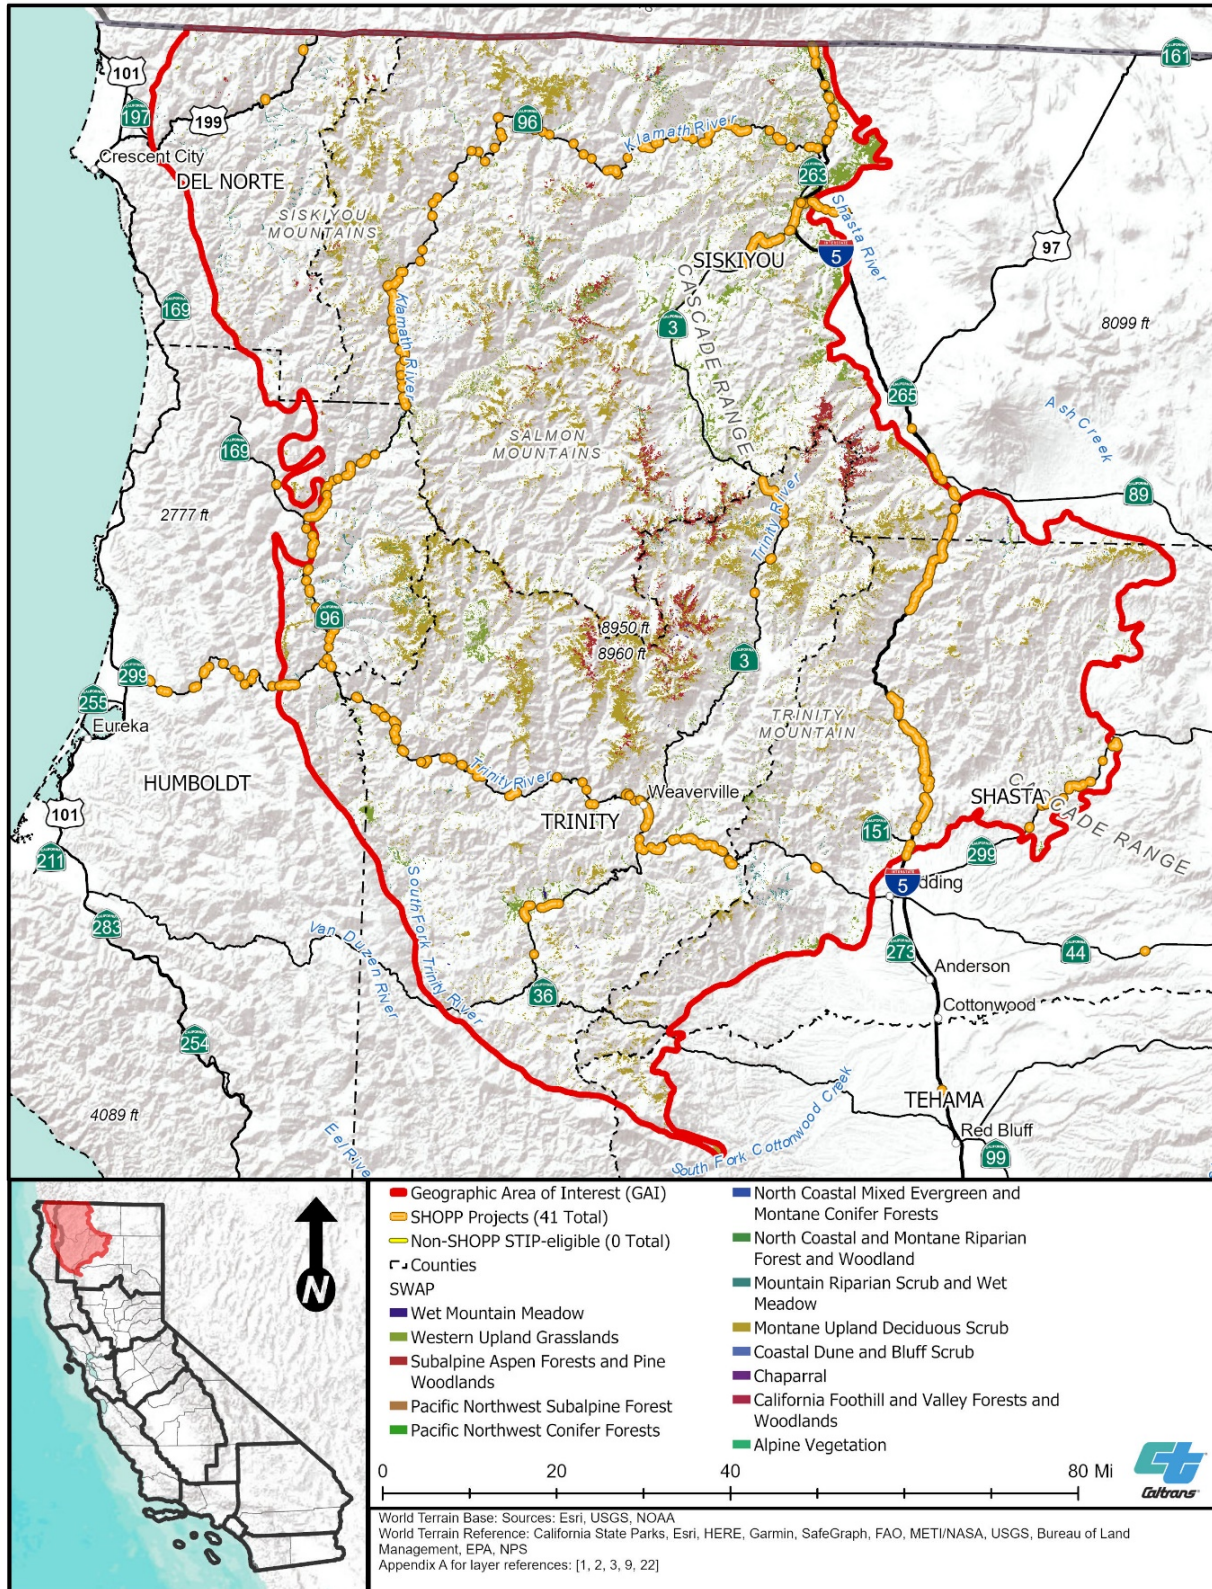 161
101
197
199
96
Klamath River
Crescent City
263
DEL NORTE
SISKIYOU
MOUNTAINS
Shasta River
97
SISKIYOU
5
169
Klamath River
3
CASCADE RANGE
8099 ft
265
Ash Creek
169
SALMON
MOUNTAINS
89
2777 ft
Trinity River
96
8950 ft
8960 ft
3
299
255
Eureka
TRINITY
MOUNTAIN
HUMBOLDT
Trinity River
Weaverville
SHASTA
CASCADE RANGE
101
TRINITY
151
299
211
5
dding
South Fork Trinity River
283
Van Duzen River
273
44
36
Anderson
Cottonwood
254
4089 ft
TEHAMA
Red Bluff
Eel Rive
South Fork Cottonwood Creek
99
N
Geographic Area of Interest (GAI)
SHOPP Projects (41 Total)
Non-SHOPP STIP-eligible (0 Total)
Counties
SWAP
Wet Mountain Meadow
Western Upland Grasslands
Subalpine Aspen Forests and Pine
Woodlands
Pacific Northwest Subalpine Forest
Pacific Northwest Conifer Forests
North Coastal Mixed Evergreen and
Montane Conifer Forests
North Coastal and Montane Riparian
Forest and Woodland
Mountain Riparian Scrub and Wet
Meadow
Montane Upland Deciduous Scrub
Coastal Dune and Bluff Scrub
Chaparral
California Foothill and Valley Forests and
Woodlands
Alpine Vegetation
0 20 40 80 Mi
Caltrans
World Terrain Base: Sources: Esri, USGS, NOAA
World Terrain Reference: California State Parks, Esri, HERE, Garmin, SafeGraph, FAO, METI/NASA, USGS, Bureau of Land
Management, EPA, NPS
Appendix A for layer references: [1, 2, 3, 9, 22]